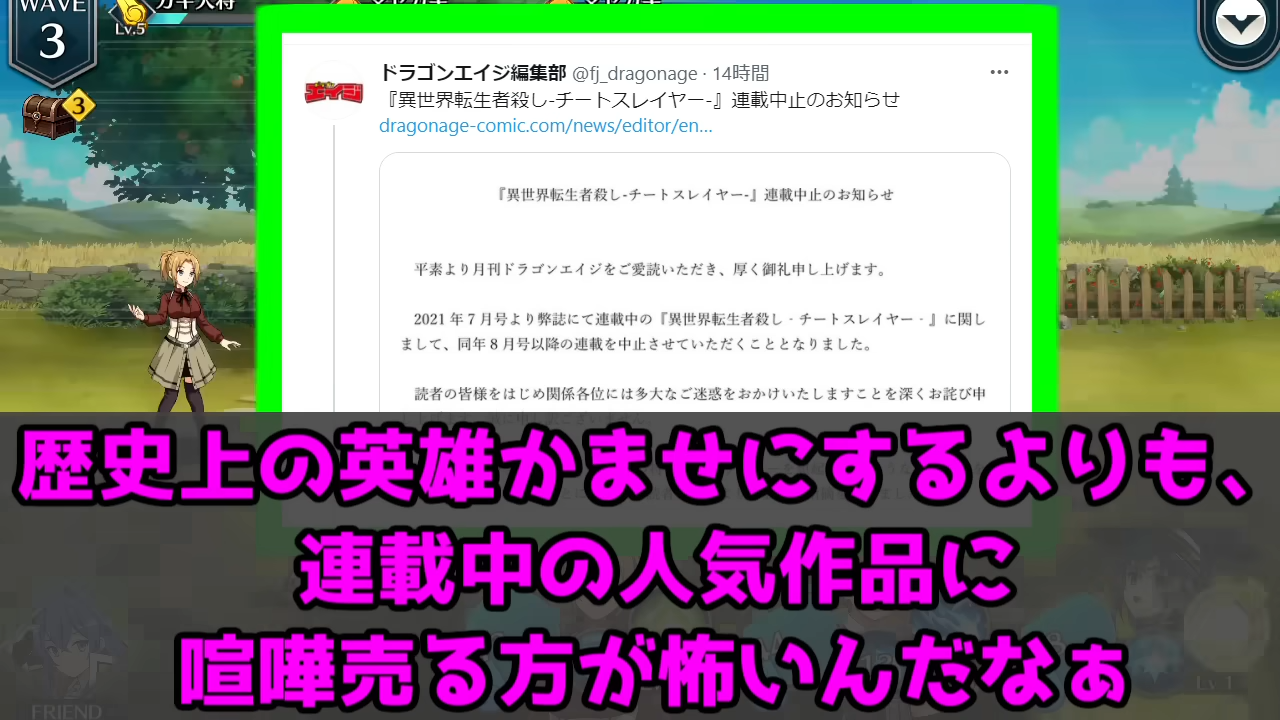 WAVE
3
Lv.5
ガキ大将
3
エイジ
ドラゴンエイジ編集部 @fj_dragonage · 14時間
『異世界転生者殺し-チートスレイヤー-』連載中止のお知らせ
dragonage-comic.com/news/editor/en...
『異世界転生者殺し-チートスレイヤー-』連載中止のお知らせ
平素より月刊ドラゴンエイジをご愛読いただき、厚く御礼申し上げます。
2021年7月号より弊誌にて連載中の『異世界転生者殺し‐チートスレイヤー‐』に関し
まして、同年8月号以降の連載を中止させていただくこととなりました。
読者の皆様をはじめ関係各位には多大なご迷惑をおかけいたしますことを深くお詫び申
歴史上の英雄かませにするよりも、
連載中の人気作品に
喧嘩売る方が怖いんだなぁ
Lv 1
FRIEND